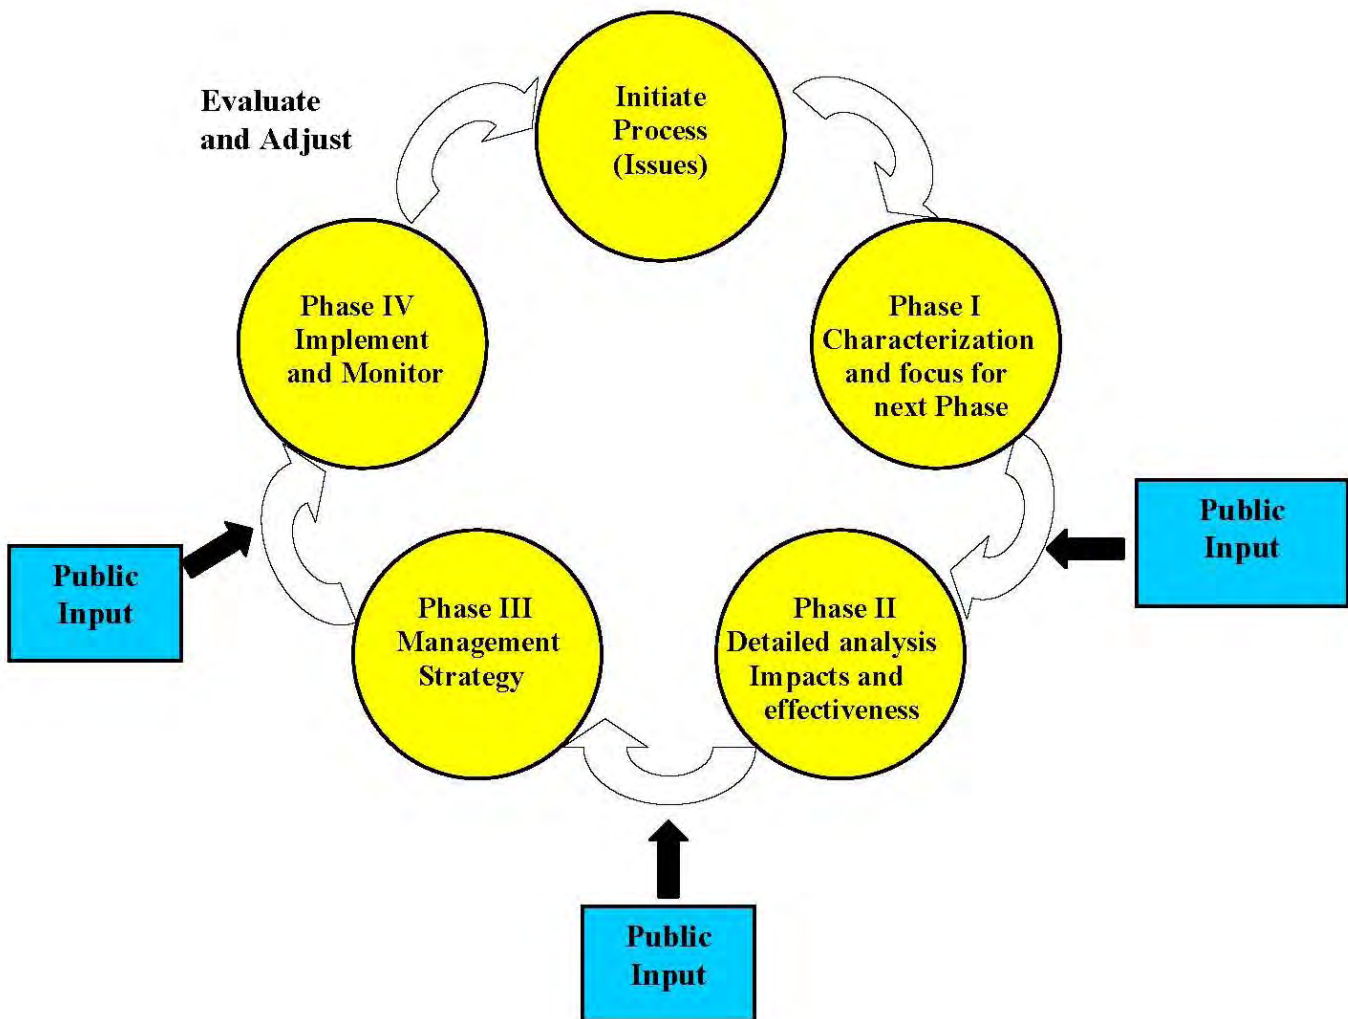 Evaluate
and Adjust
Initiate
Process
(Issues)
Phase I
Characterization
and focus for
next Phase
Public
Input
Phase II
Detailed analysis
Impacts and
effectiveness
Public
Input
Phase III
Management
Strategy
Public
Input
Phase IV
Implement
and Monitor